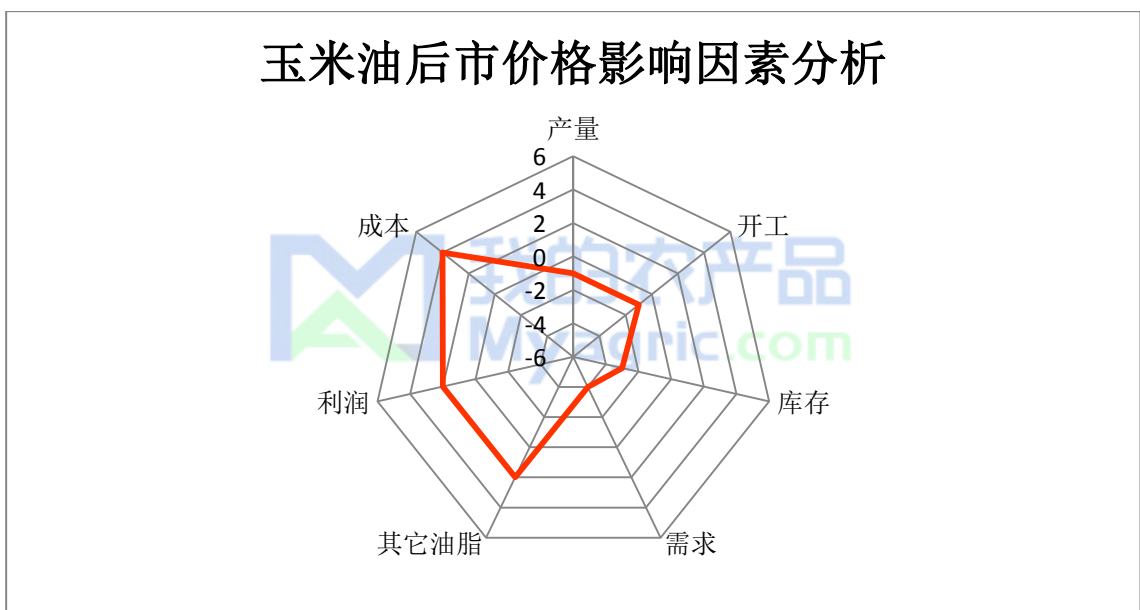 玉米油后市价格影响因素分析
产量
6
4
2
0
-2
-4
-6
开工
库存
需求
其它油脂
利润
成本
我的农产品
Myagric.com